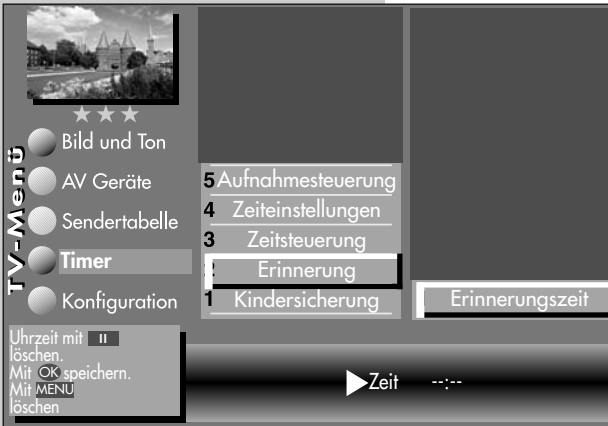 TV-Menü
Bild und Ton
AV Geräte
Sendertabelle
Timer
Konfiguration
5 Aufnahmesteuerung
4 Zeiteinstellungen
3 Zeitsteuerung
2 Erinnerung
1 Kindersicherung
Erinnerungszeit
Uhrzeit mit II
löschen.
Mit OK speichern.
Mit MENU
löschen
Zeit --:--